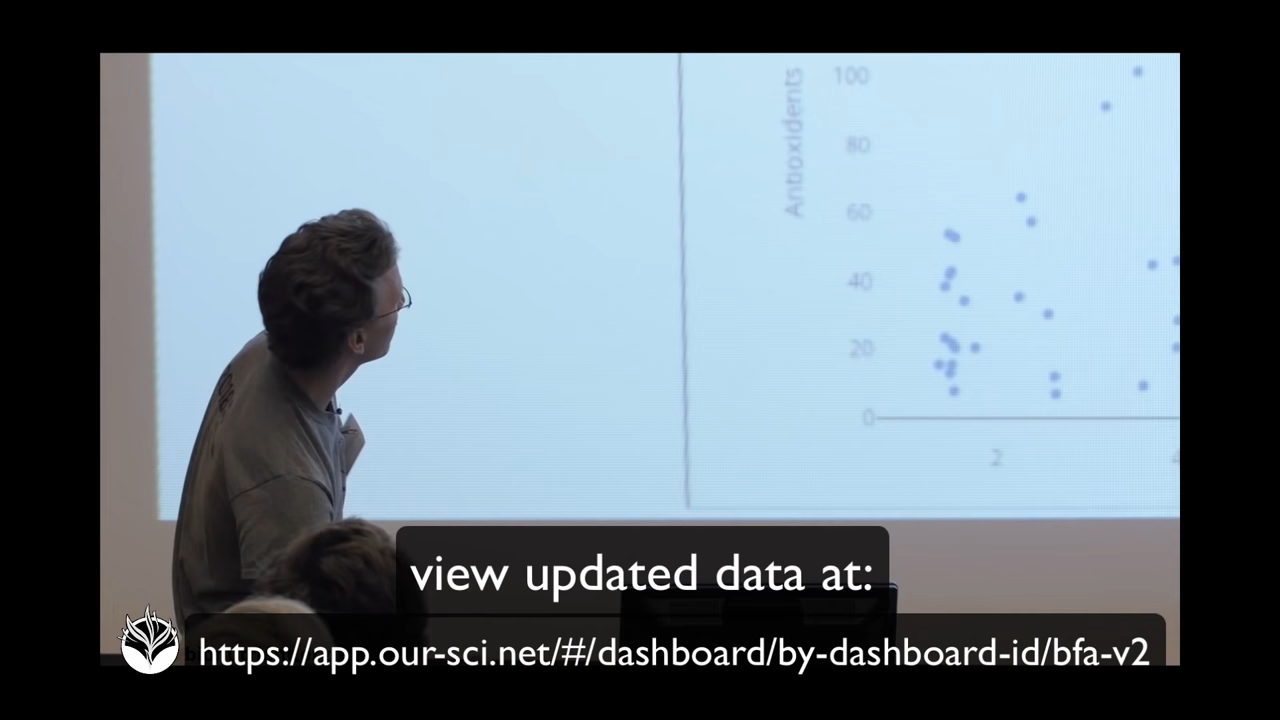 Antioxidents
100
80
60
40
20
0
2
4
view updated data at:
https://app.our-sci.net/#/dashboard/by-dashboard-id/bfa-v2